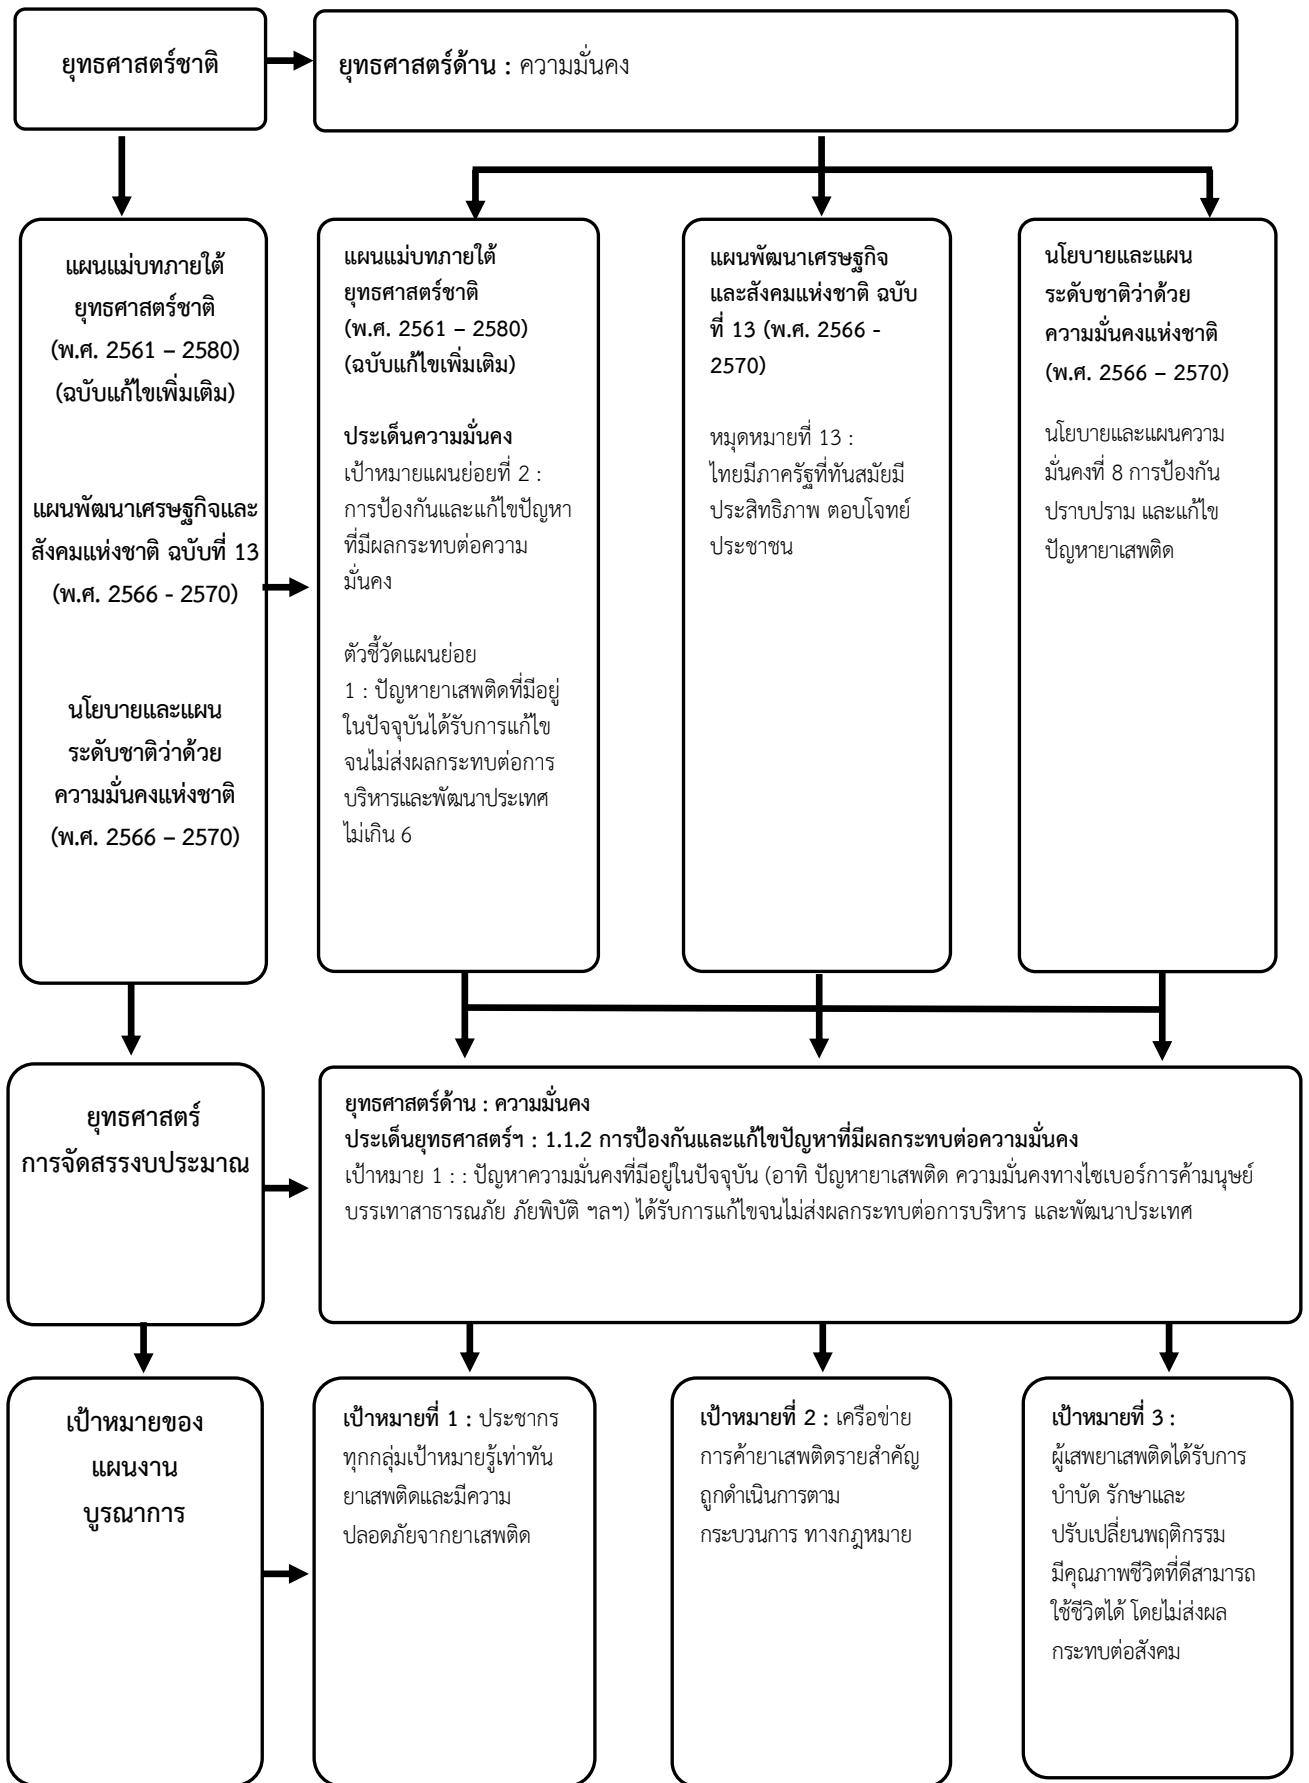 ยุทธศาสตร์ชาติ
ยุทธศาสตร์ด้าน : ความมั่นคง
แผนแม่บทภายใต้
ยุทธศาสตร์ชาติ
(พ.ศ. 2561 – 2580)
(ฉบับแก้ไขเพิ่มเติม)
แผนพัฒนาเศรษฐกิจและ
สังคมแห่งชาติ ฉบับที่ 13
(พ.ศ. 2566 - 2570)
นโยบายและแผน
ระดับชาติว่าด้วย
ความมั่นคงแห่งชาติ
(พ.ศ. 2566 – 2570)
แผนแม่บทภายใต้
ยุทธศาสตร์ชาติ
(พ.ศ. 2561 – 2580)
(ฉบับแก้ไขเพิ่มเติม)
ประเด็นความมั่นคง
เป้าหมายแผนย่อยที่ 2 :
การป้องกันและแก้ไขปัญหา
ที่มีผลกระทบต่อความ
มั่นคง
ตัวชี้วัดแผนย่อย
1 : ปัญหายาเสพติดที่มีอยู่
ในปัจจุบันได้รับการแก้ไข
จนไม่ส่งผลกระทบต่อการ
บริหารและพัฒนาประเทศ
ไม่เกิน 6
แผนพัฒนาเศรษฐกิจ
และสังคมแห่งชาติ ฉบับ
ที่ 13 (พ.ศ. 2566 -
2570)
หมุดหมายที่ 13 :
ไทยมีภาครัฐที่ทันสมัยมี
ประสิทธิภาพ ตอบโจทย์
ประชาชน
นโยบายและแผน
ระดับชาติว่าด้วย
ความมั่นคงแห่งชาติ
(พ.ศ. 2566 – 2570)
นโยบายและแผนความ
มั่นคงที่ 8 การป้องกัน
ปราบปราม และแก้ไข
ปัญหายาเสพติด
ยุทธศาสตร์
การจัดสรรงบประมาณ
ยุทธศาสตร์ด้าน : ความมั่นคง
ประเด็นยุทธศาสตร์ฯ : 1.1.2 การป้องกันและแก้ไขปัญหาที่มีผลกระทบต่อความมั่นคง
เป้าหมาย 1 : : ปัญหาความมั่นคงที่มีอยู่ในปัจจุบัน (อาทิ ปัญหายาเสพติด ความมั่นคงทางไซเบอร์การค้ามนุษย์
บรรเทาสาธารณภัย ภัยพิบัติ ฯลฯ) ได้รับการแก้ไขจนไม่ส่งผลกระทบต่อการบริหาร และพัฒนาประเทศ
เป้าหมายของ
แผนงาน
บูรณาการ
เป้าหมายที่ 1 : ประชากร
ทุกกลุ่มเป้าหมายรู้เท่าทัน
ยาเสพติดและมีความ
ปลอดภัยจากยาเสพติด
เป้าหมายที่ 2 : เครือข่าย
การค้ายาเสพติดรายสำคัญ
ถูกดำเนินการตาม
กระบวนการ ทางกฎหมาย
เป้าหมายที่ 3 :
ผู้เสพยาเสพติดได้รับการ
บำบัด รักษาและ
ปรับเปลี่ยนพฤติกรรม
มีคุณภาพชีวิตที่ดีสามารถ
ใช้ชีวิตได้ โดยไม่ส่งผล
กระทบต่อสังคม